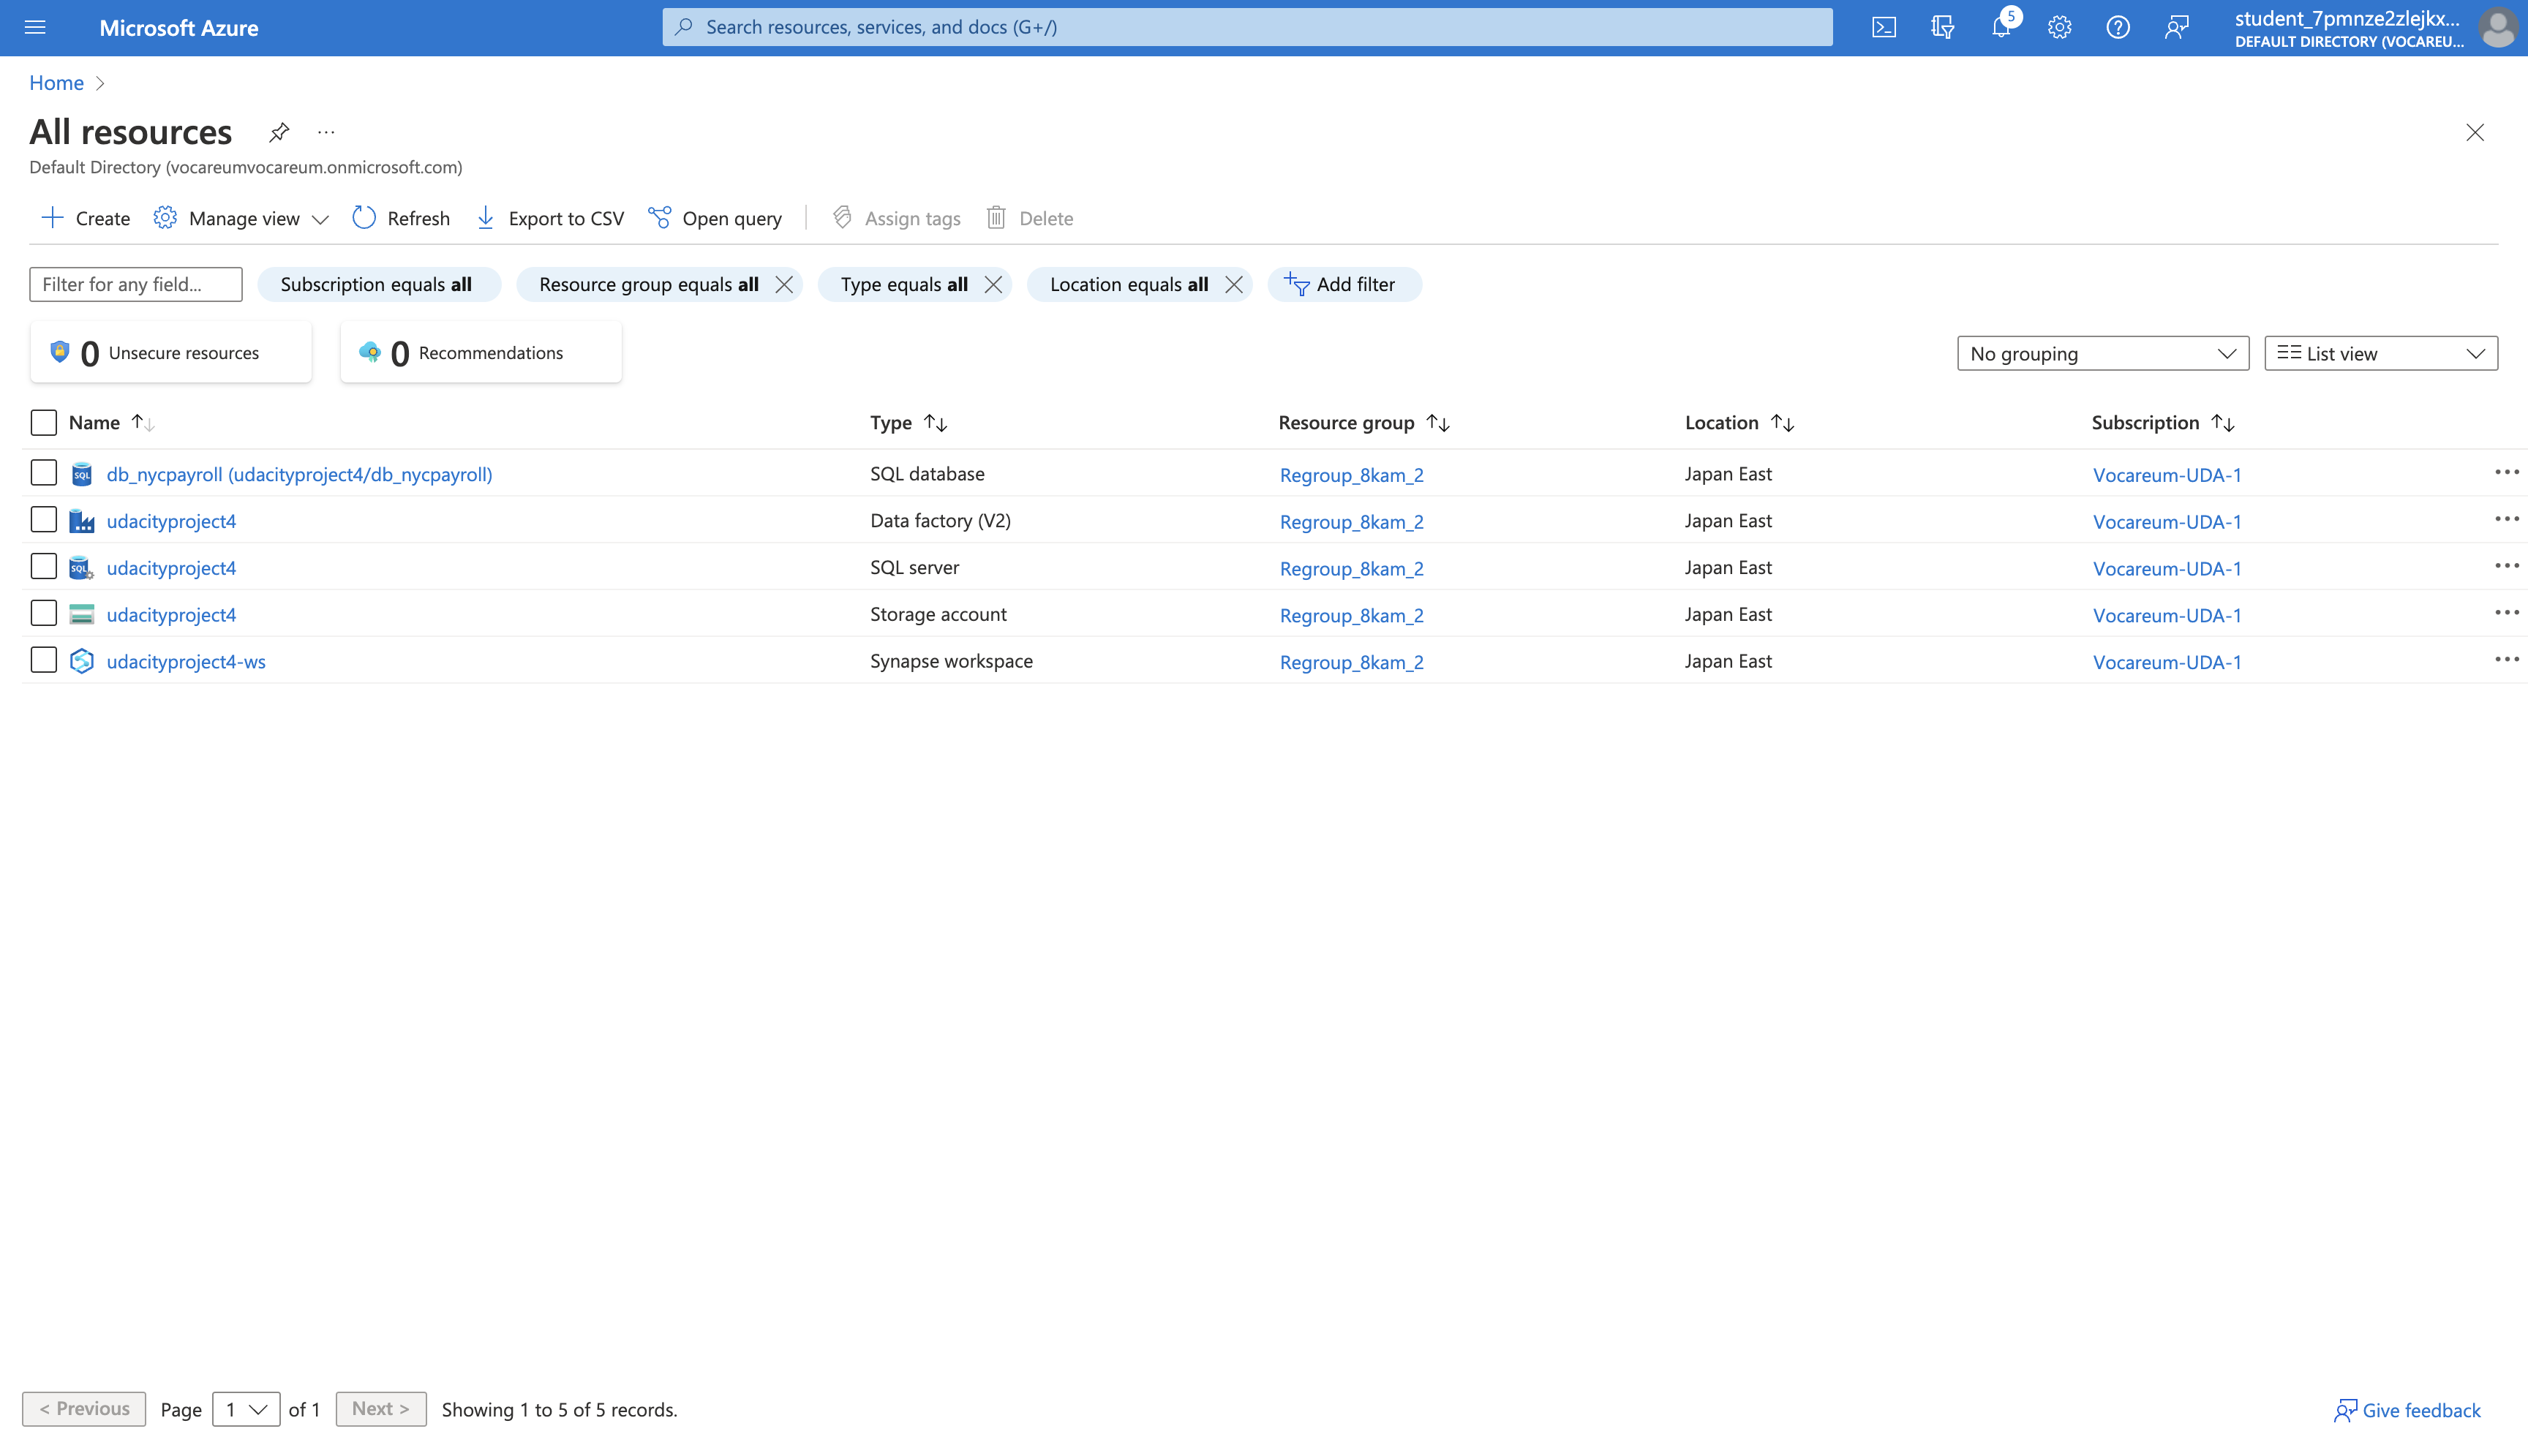 Microsoft Azure
Search resources, services, and docs (G+/)
5
student_7pmnze2zlejkx...
DEFAULT DIRECTORY (VOCAREU...
Home
All resources
Default Directory (vocareumvocareum.onmicrosoft.com)
Create Manage view Refresh Export to CSV Open query Assign tags Delete
Filter for any field... Subscription equals all Resource group equals all Type equals all Location equals all Add filter
0 Unsecure resources 0 Recommendations No grouping List view
Name Type Resource group Location Subscription
SQL db_nycpayroll (udacityproject4/db_nycpayroll) SQL database Regroup_8kam_2 Japan East Vocareum-UDA-1
udacityproject4 Data factory (V2) Regroup_8kam_2 Japan East Vocareum-UDA-1
SQL udacityproject4 SQL server Regroup_8kam_2 Japan East Vocareum-UDA-1
udacityproject4 Storage account Regroup_8kam_2 Japan East Vocareum-UDA-1
udacityproject4-ws Synapse workspace Regroup_8kam_2 Japan East Vocareum-UDA-1
< Previous Page 1 of 1 Next > Showing 1 to 5 of 5 records. Give feedback